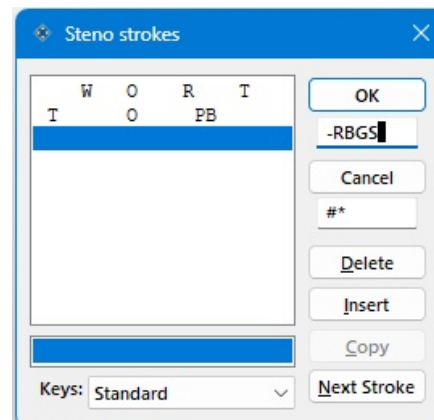 Steno strokes
W O R T
T O PB
OK
-RBGS
Cancel
#*
Delete
Insert
Copy
Keys: Standard
Next Stroke